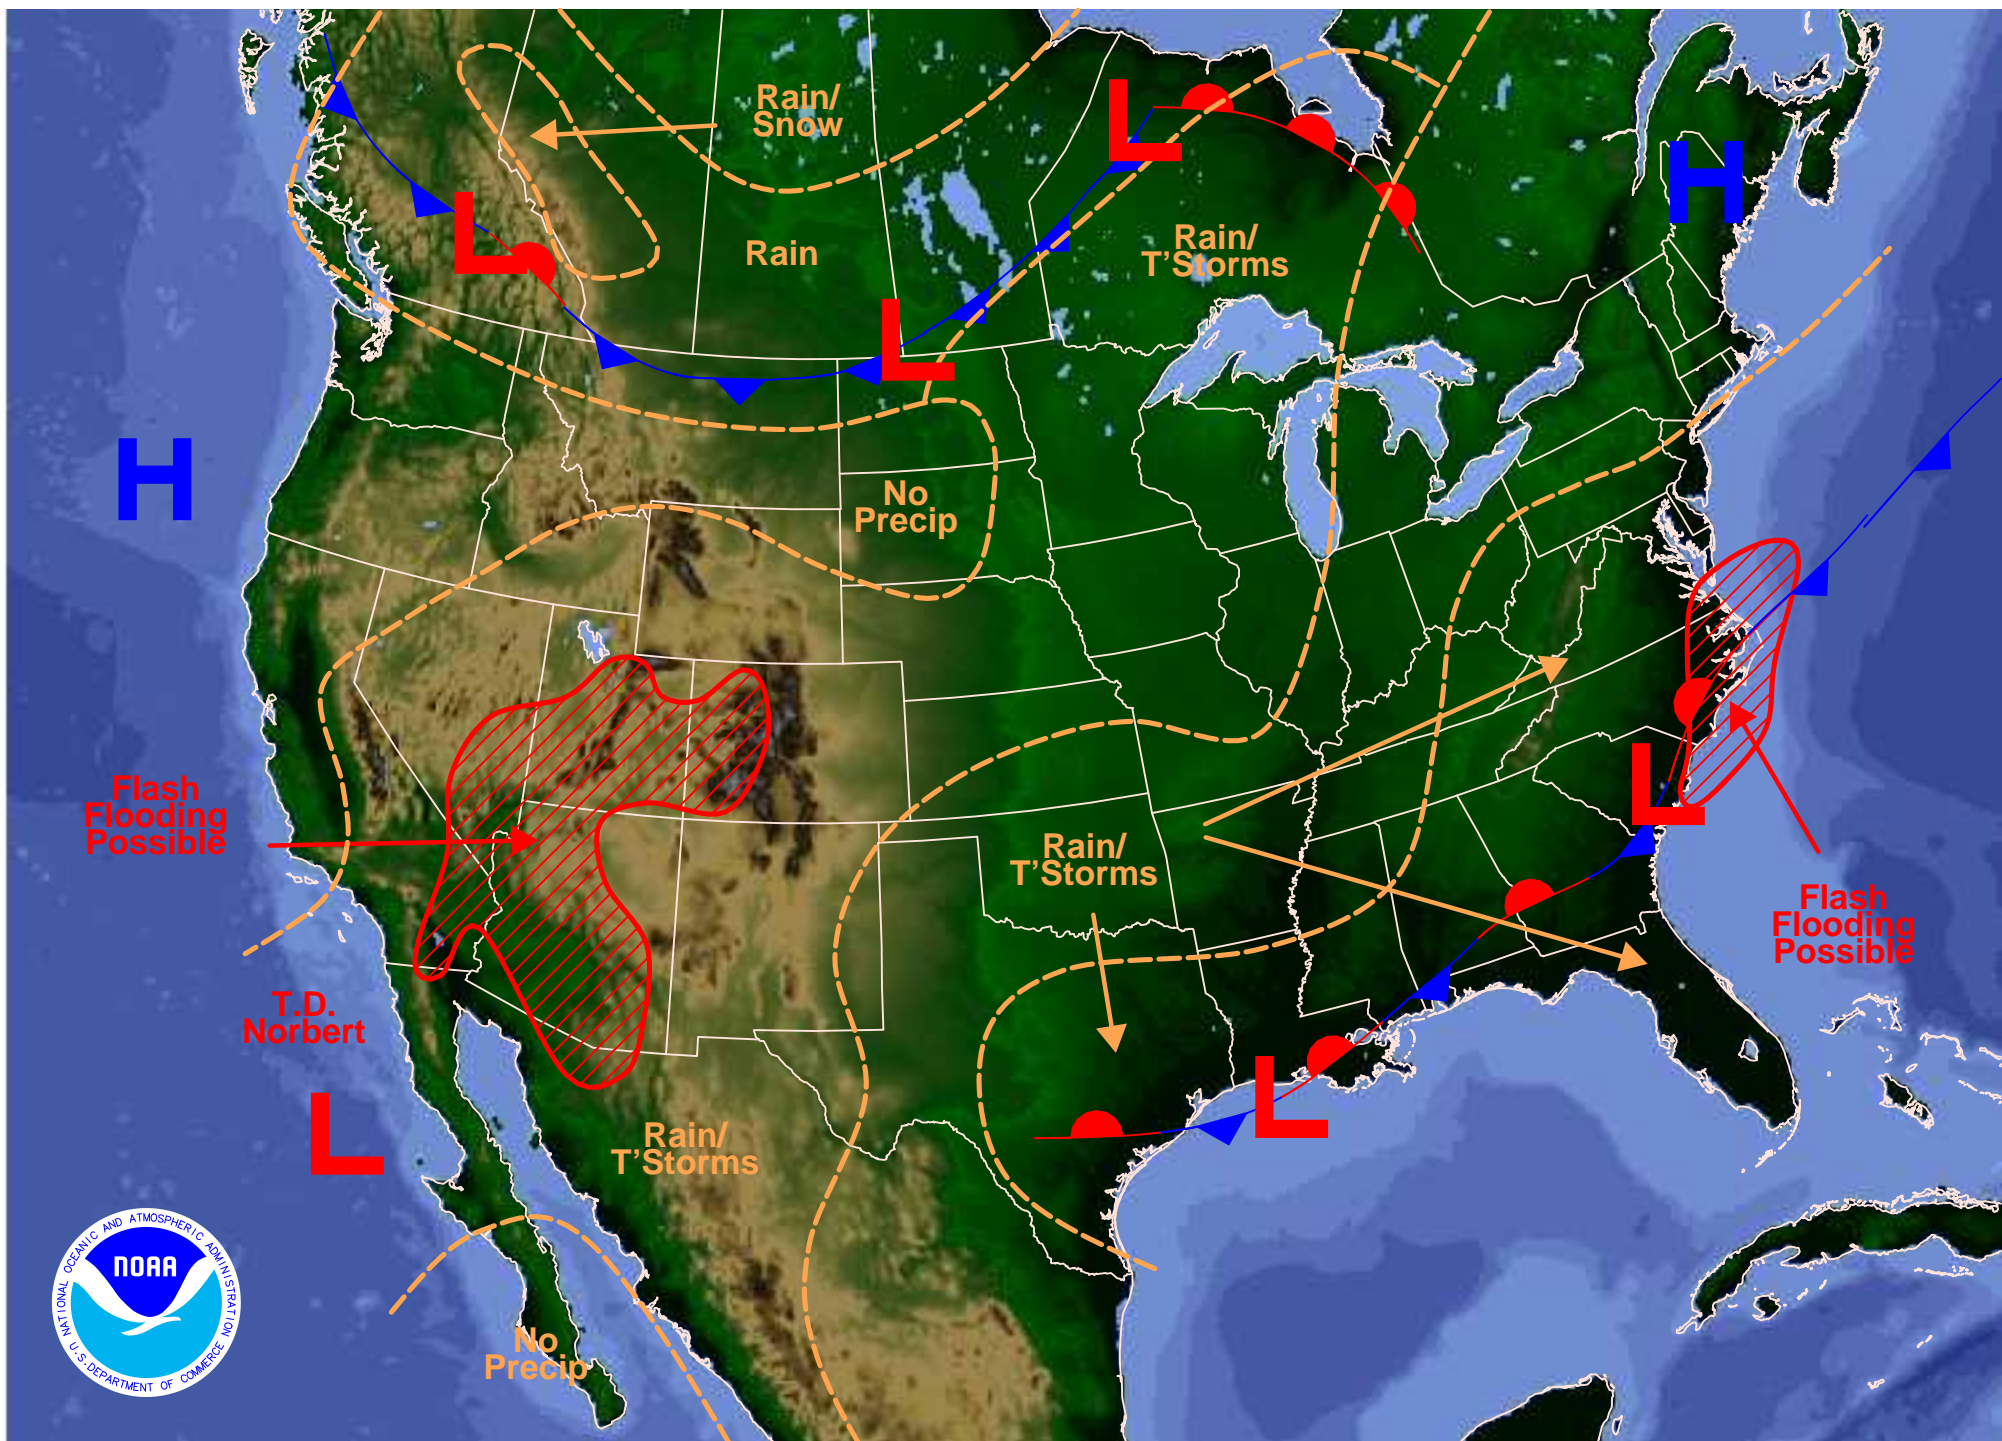 Rain/
Snow
L
H
Rain
Rain/
T'Storms
L
L
H
No
Precip
Flash
Flooding
Possible
Rain/
T'Storms
L
Flash
Flooding
Possible
T.D.
Norbert
L
L
Rain/
T'Storms
No
Precip
NATIONAL OCEANIC AND ATMOSPHERIC ADMINISTRATION
NOAA
U.S. DEPARTMENT OF COMMERCE